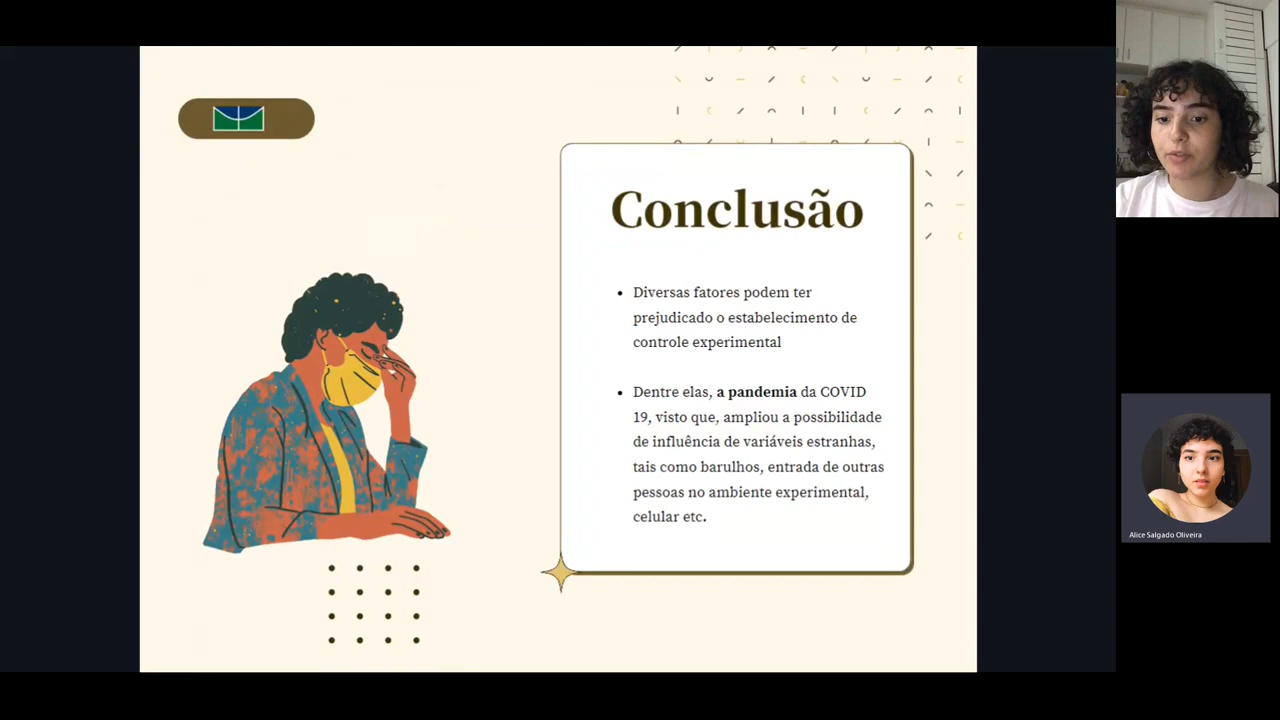 Conclusão
Diversas fatores podem ter
prejudicado o estabelecimento de
controle experimental
Dentre elas, a pandemia da COVID
19, visto que, ampliou a possibilidade
de influência de variáveis estranhas,
tais como barulhos, entrada de outras
pessoas no ambiente experimental,
celular etc.
Alice Salgado Oliveira